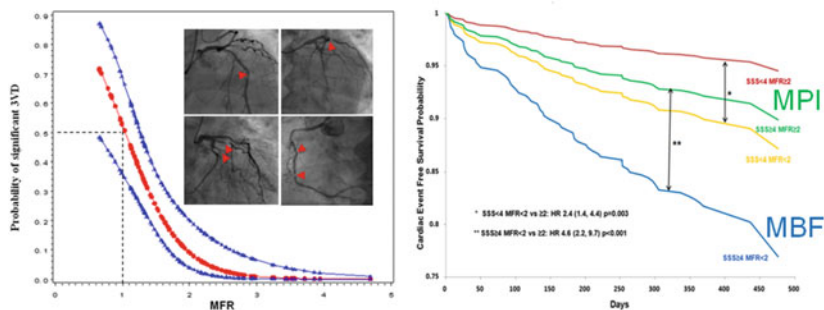 Probability of significant 3VD
0.9
0.8
0.7
0.6
0.5
0.4
0.3
0.2
0.1
0.0
0 1 2 3 4 5
MFR
Cardiac Event Free Survival Probability
1
0.95
0.9
0.85
0.8
0.75
SSS<4 MFR≥2
*
MPI
SSS≥4 MFR≥2
SSS<4 MFR<2
**
* SSS<4 MFR<2 vs ≥2: HR 2.4 (1.4, 4.4) p=0.003
** SSS≥4 MFR<2 vs ≥2: HR 4.6 (2.2, 9.7) p<0.001
MBF
SSS≥4 MFR<2
0 50 100 150 200 250 300 350 400 450 500
Days